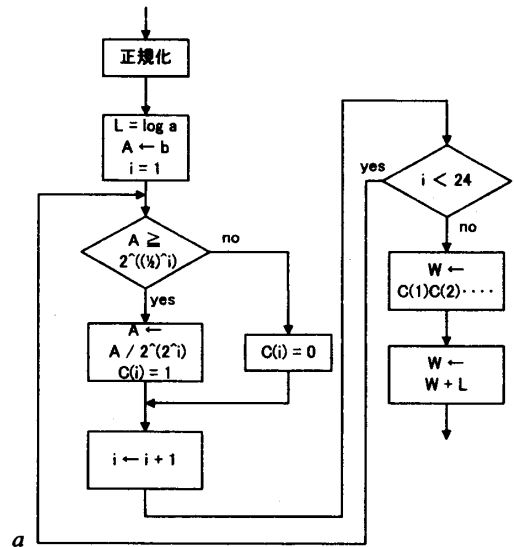 正規化
L = log a
A ← b
i = 1
A ≧
2^((½)^i)
no
yes
A ←
A / 2^(2^i)
C(i) = 1
C(i) = 0
i ← i + 1
yes
i < 24
no
W ←
C(1)C(2)‥‥
W ←
W + L
a